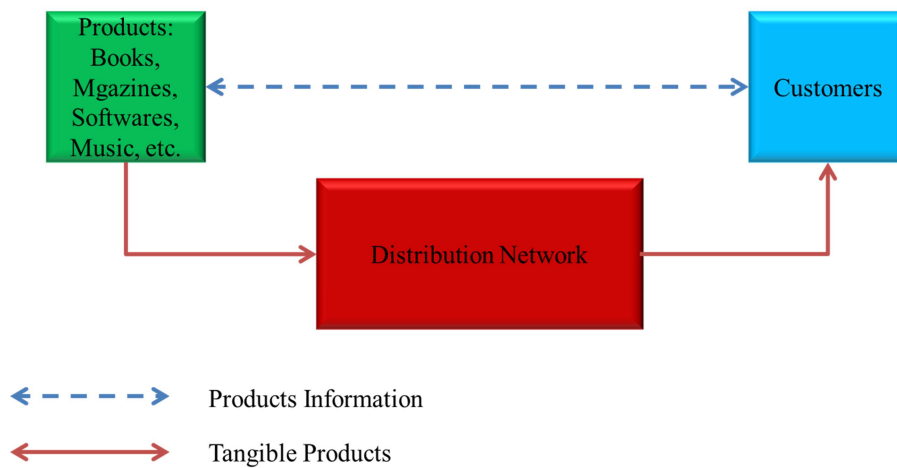 Products:
Books,
Mgazines,
Softwares,
Music, etc.
Customers
Distribution Network
Products Information
Tangible Products